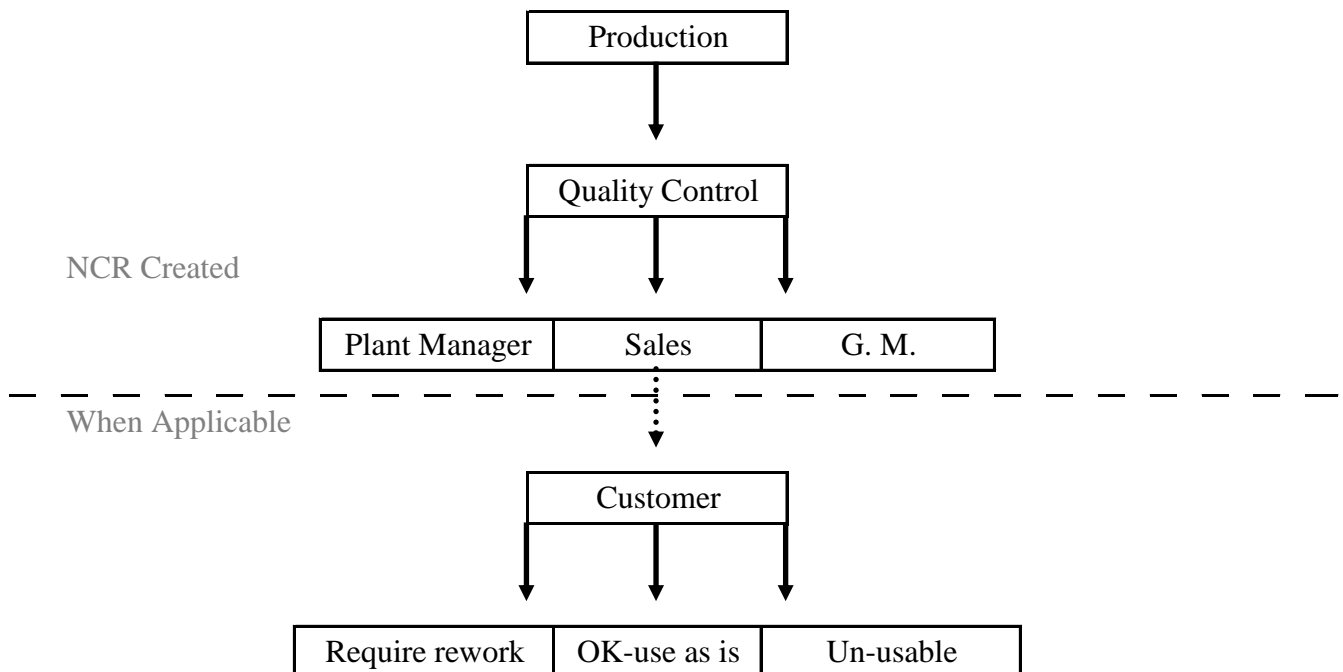 Production
Quality Control
NCR Created
Plant Manager Sales G. M.
When Applicable
Customer
Require rework OK-use as is Un-usable